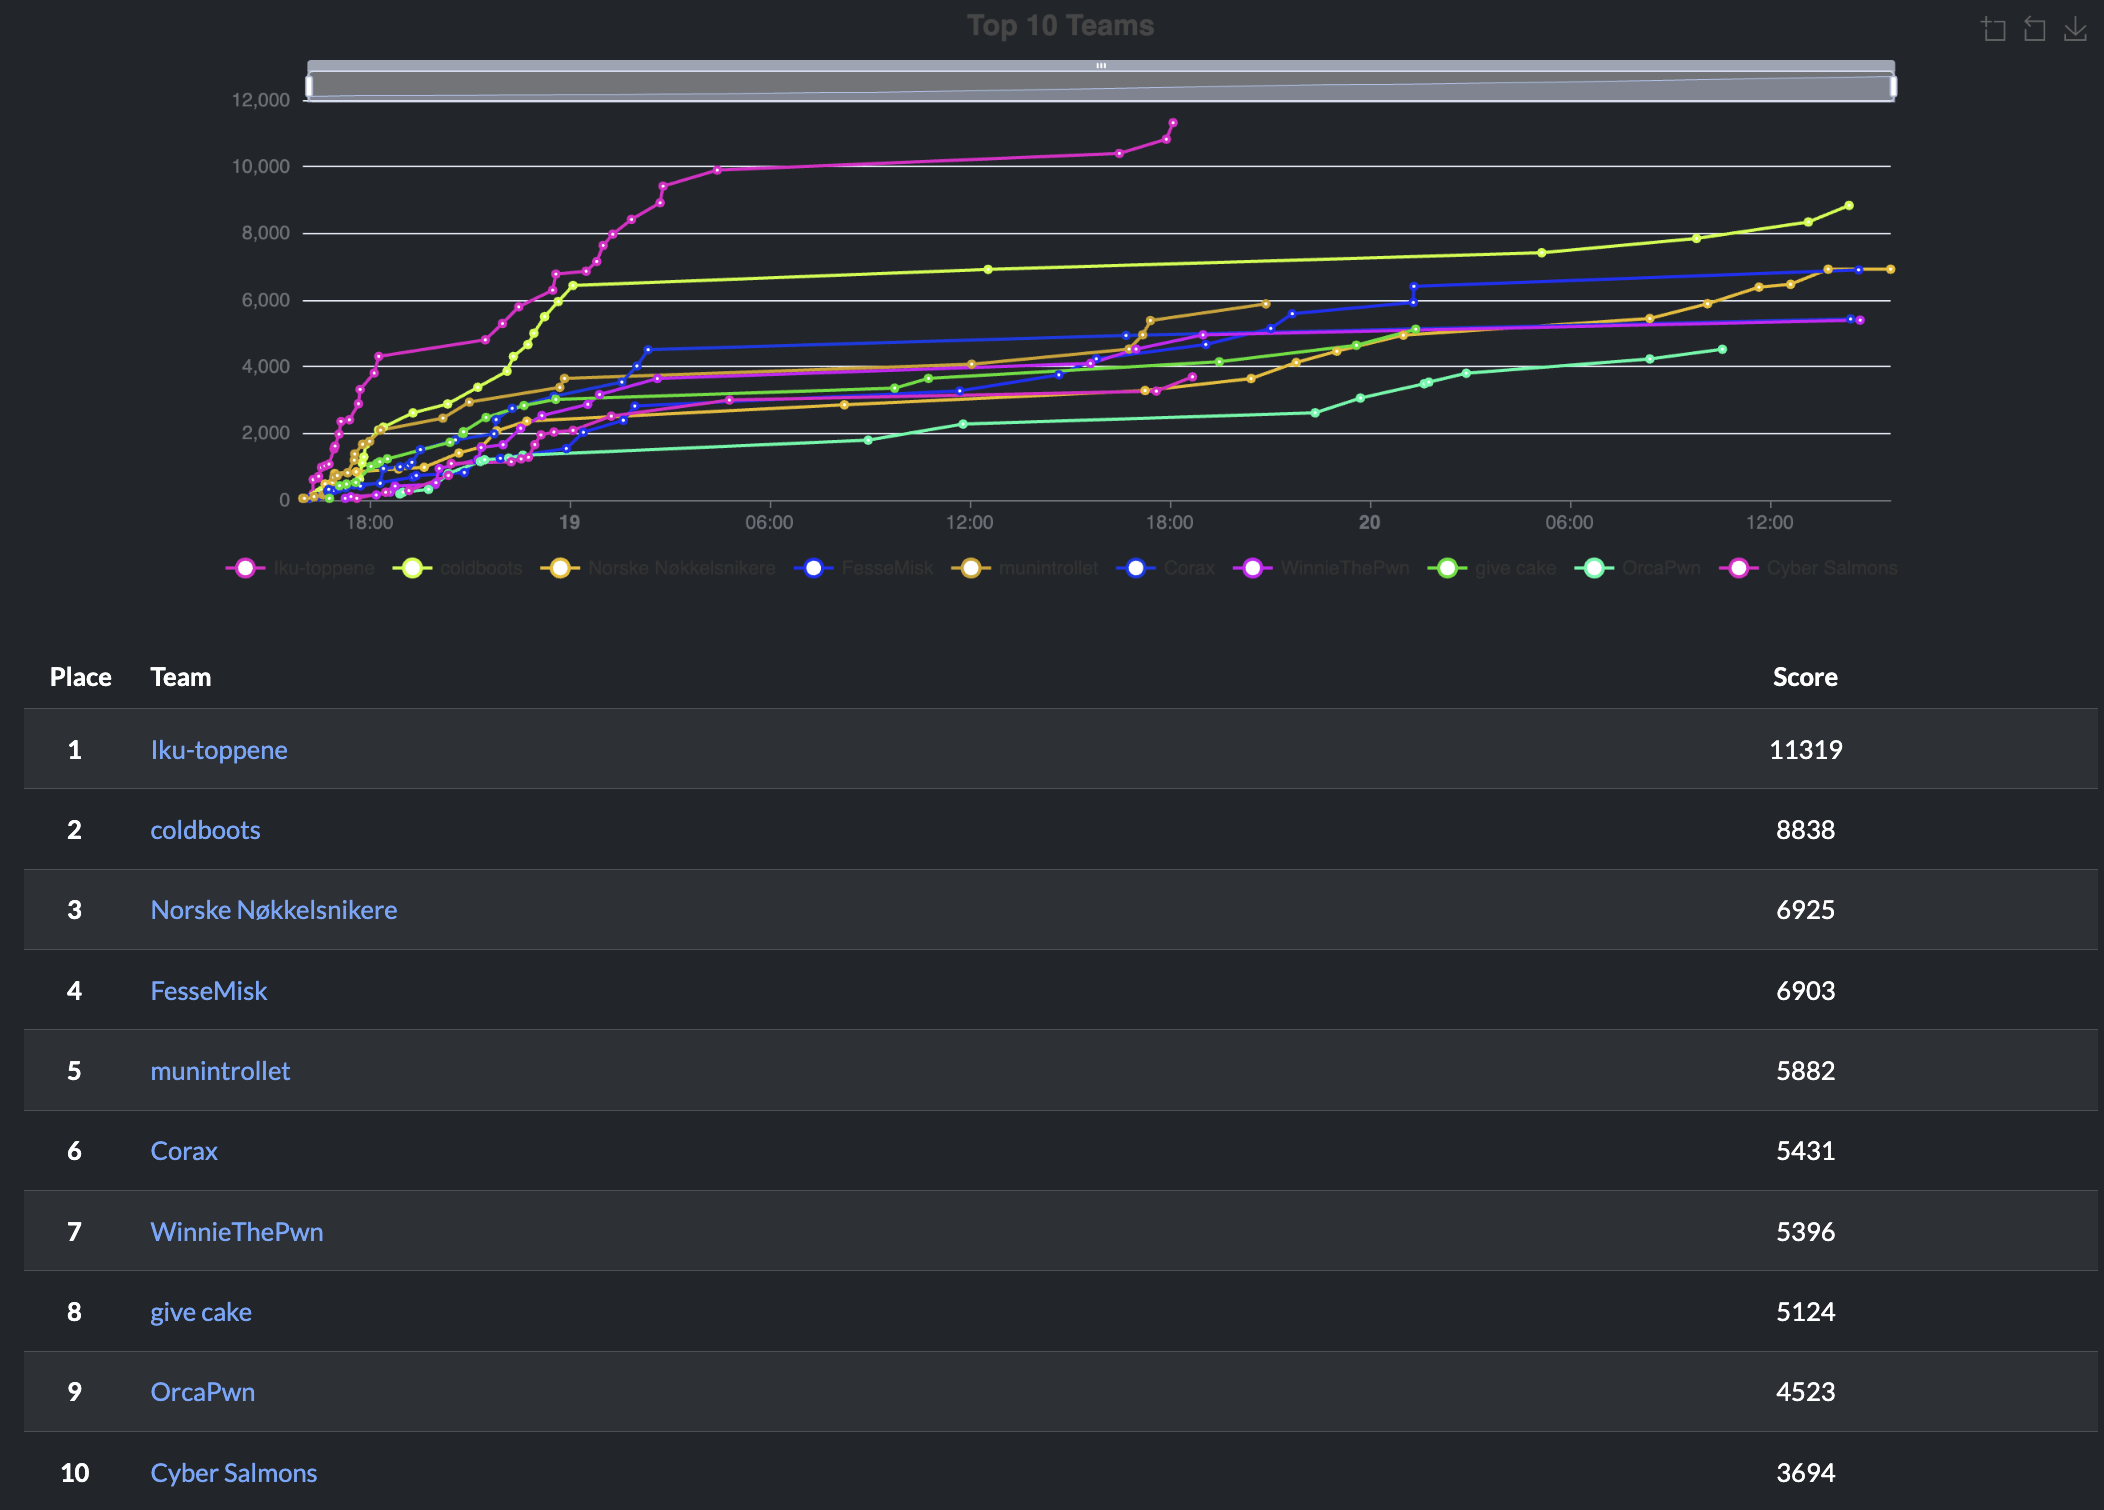 Top 10 Teams
12,000
10,000
8,000
6,000
4,000
2,000
0
18:00 19 06:00 12:00 18:00 20 06:00 12:00
Iku-toppene coldboots Norske Nøkkelsnikere FesseMisk munintrollet Corax WinnieThePwn give cake OrcaPwn Cyber Salmons
Place Team Score
1 Iku-toppene 11319
2 coldboots 8838
3 Norske Nøkkelsnikere 6925
4 FesseMisk 6903
5 munintrollet 5882
6 Corax 5431
7 WinnieThePwn 5396
8 give cake 5124
9 OrcaPwn 4523
10 Cyber Salmons 3694